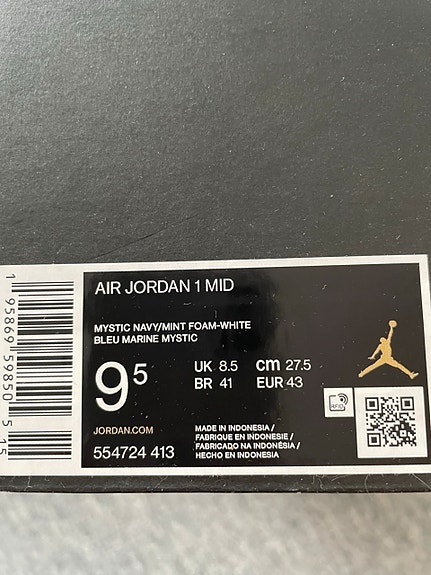 AIR JORDAN 1 MID
MYSTIC NAVY/MINT FOAM-WHITE
BLEU MARINE MYSTIC
9⁵
UK 8.5 cm 27.5
BR 41 EUR 43
RFID
JORDAN.COM
554724 413
MADE IN INDONESIA /
FABRIQUE EN INDONESIE /
FABRICADO NA INDONÉSIA /
HECHO EN INDONESIA
1 95869 59850 5 15